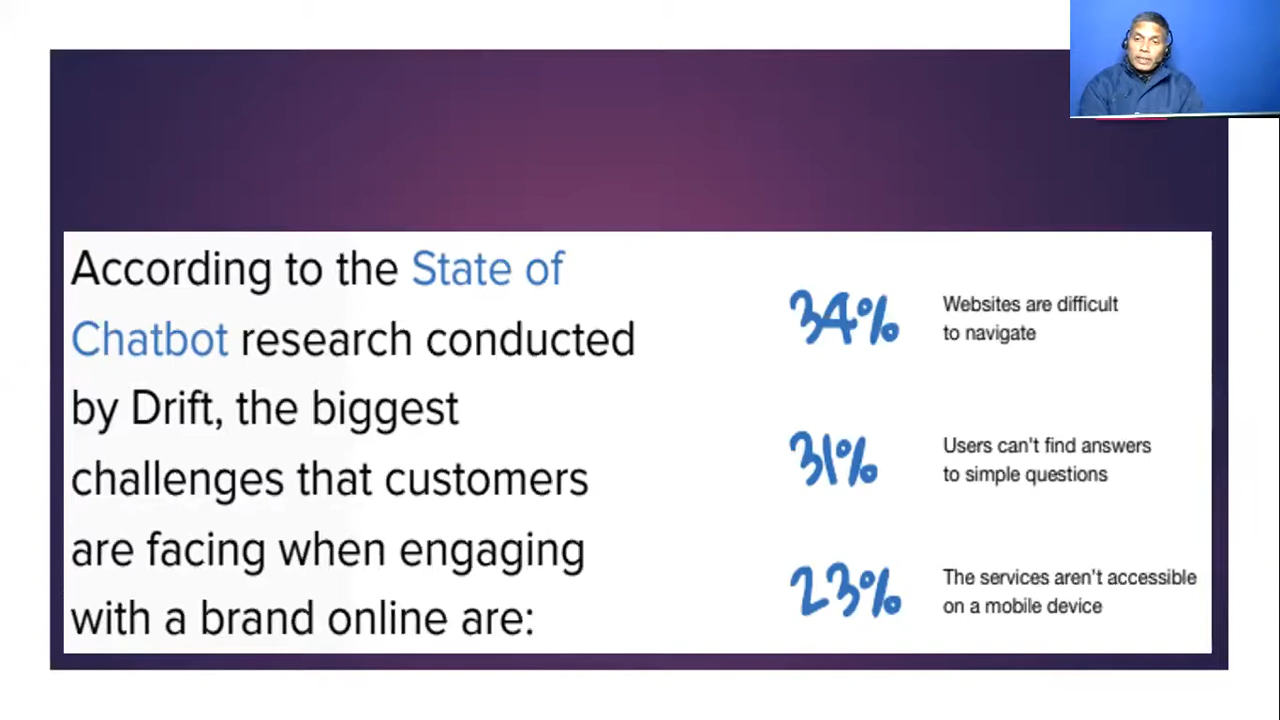 According to the State of
Chatbot research conducted
by Drift, the biggest
challenges that customers
are facing when engaging
with a brand online are:
34%
Websites are difficult
to navigate
31%
Users can't find answers
to simple questions
23%
The services aren't accessible
on a mobile device